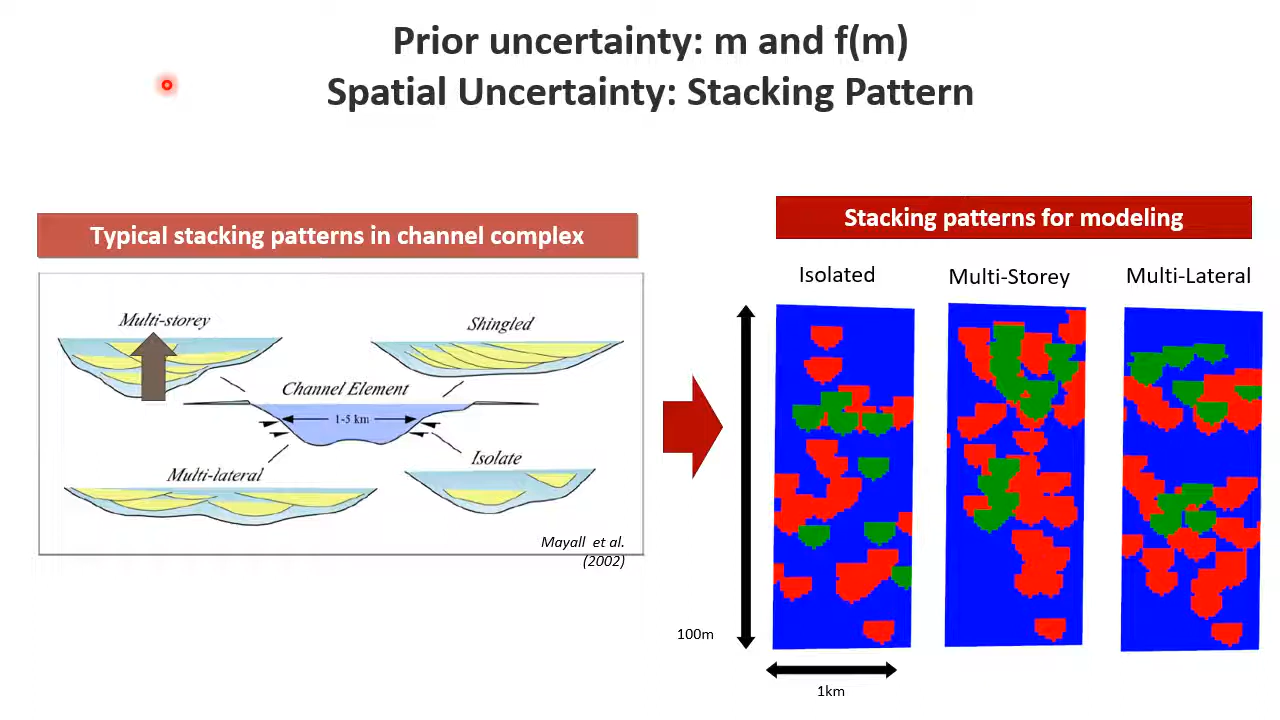 Prior uncertainty: m and f(m)
Spatial Uncertainty: Stacking Pattern
Typical stacking patterns in channel complex
Multi-storey
Shingled
Channel Element
1-5 km
Multi-lateral
Isolate
Mayall et al.
(2002)
Stacking patterns for modeling
Isolated
Multi-Storey
Multi-Lateral
100m
1km